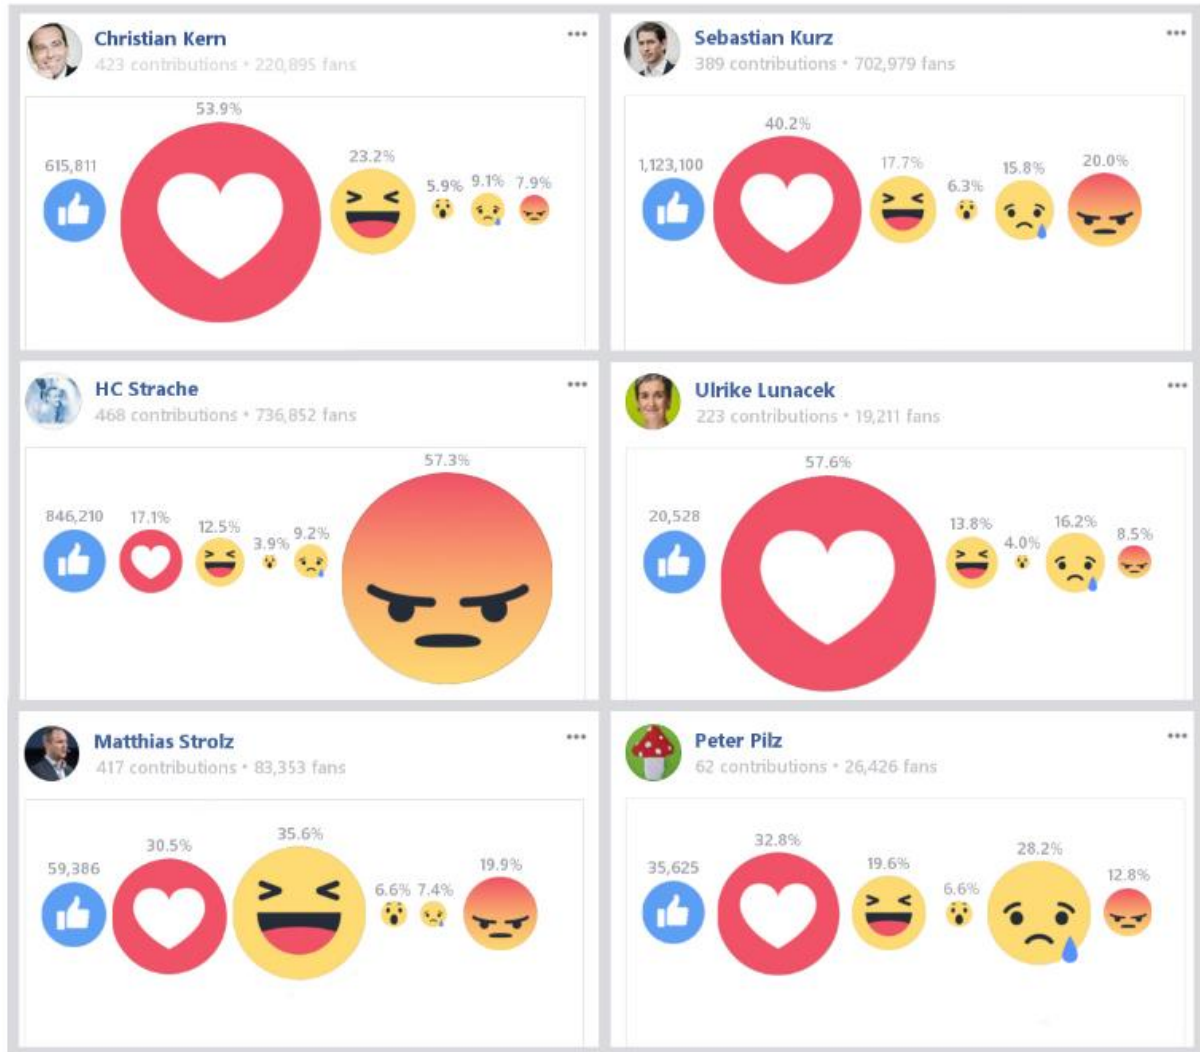 Christian Kern
423 contributions • 220,895 fans
53.9%
615,811
23.2%
5.9% 9.1% 7.9%
Sebastian Kurz
389 contributions • 702,979 fans
40.2%
1,123,100
17.7%
6.3%
15.8%
20.0%
HC Strache
468 contributions • 736,852 fans
57.3%
846,210
17.1%
12.5%
3.9%
9.2%
Ulrike Lunacek
223 contributions • 19,211 fans
57.6%
20,528
13.8%
4.0%
16.2%
8.5%
Matthias Strolz
417 contributions • 83,353 fans
59,386
30.5%
35.6%
6.6% 7.4%
19.9%
Peter Pilz
62 contributions • 26,426 fans
35,625
32.8%
19.6%
6.6%
28.2%
12.8%